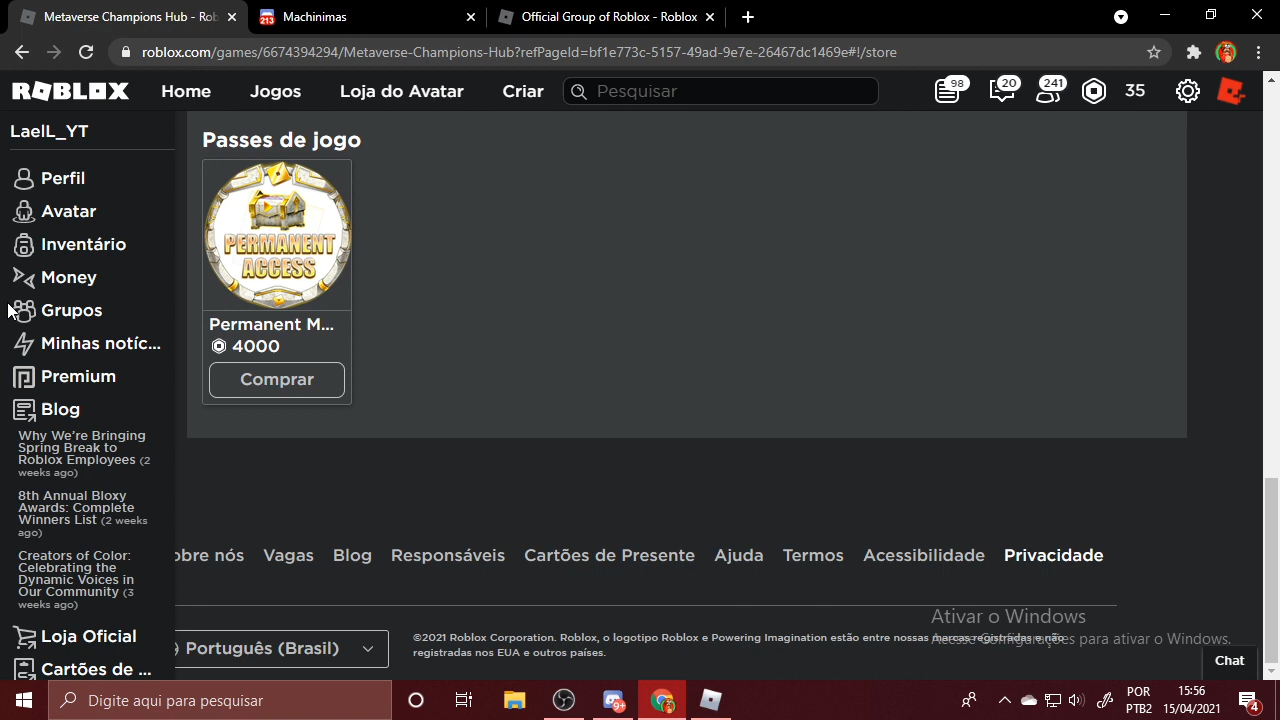 Metaverse Champions Hub - Rob
213
Machinimas
Official Group of Roblox - Roblox
roblox.com/games/6674394294/Metaverse-Champions-Hub?refPageId=bf1e773c-5157-49ad-9e7e-26467dc1469e#!/store
ROBLOX
Home
Jogos
Loja do Avatar
Criar
Pesquisar
98
20
241
35
LaelL_YT
Perfil
Avatar
Inventário
Money
Grupos
Minhas notíc...
Premium
Blog
Why We're Bringing
Spring Break to
Roblox Employees (2
weeks ago)
8th Annual Bloxy
Awards: Complete
Winners List (2 weeks
ago)
Creators of Color:
Celebrating the
Dynamic Voices in
Our Community (3
weeks ago)
Loja Oficial
Cartões de ...
Passes de jogo
PERMANENT
ACCESS
Permanent M...
4000
Comprar
obre nós
Vagas
Blog
Responsáveis
Cartões de Presente
Ajuda
Termos
Acessibilidade
Privacidade
Português (Brasil)
©2021 Roblox Corporation. Roblox, o logotipo Roblox e Powering Imagination estão entre nossas marcas registradas e não
registradas nos EUA e outros países.
Ativar o Windows
Acesse Configurações para ativar o Windows.
Chat
Digite aqui para pesquisar
9+
POR
PTB2
15:56
15/04/2021
4